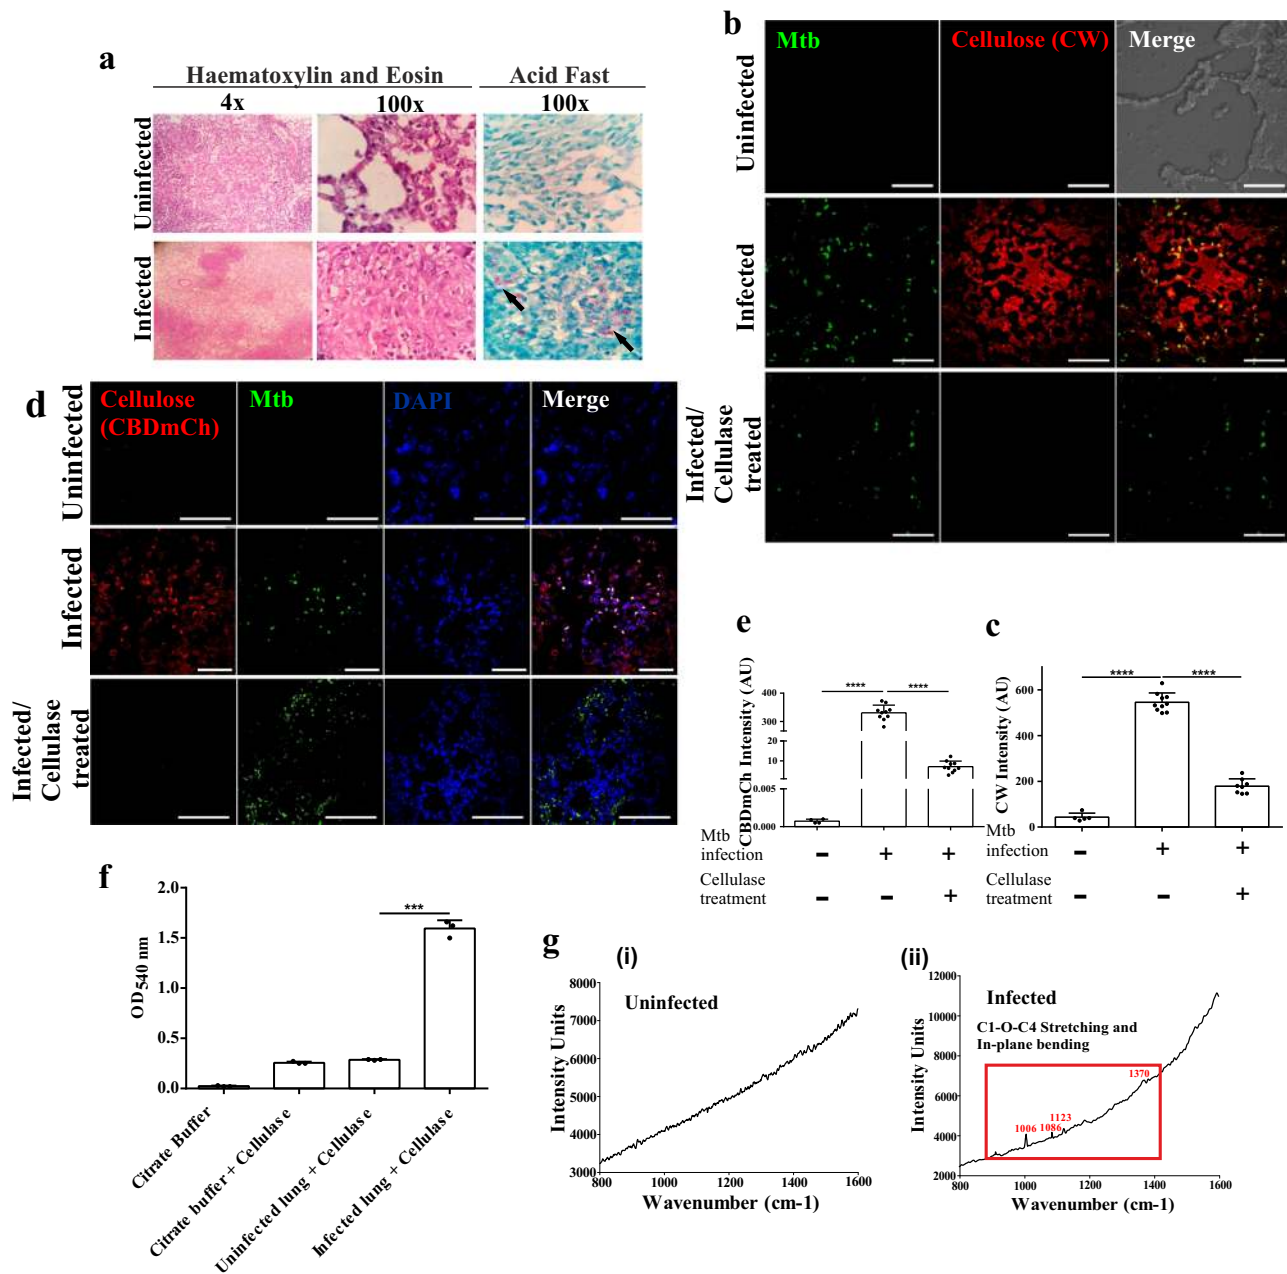 a
Haematoxylin and Eosin
Acid Fast
4x
100x
100x
Uninfected
Infected
b
Mtb
Cellulose (CW)
Merge
Uninfected
Infected
Infected/
Cellulase
treated
d
Cellulose
(CBDmCh)
Mtb
DAPI
Merge
Uninfected
Infected
Infected/
Cellulase
treated
e
CBDmCh Intensity (AU)
400
300
20
10
0.005
0.000
****
****
Mtb
infection
− + +
Cellulase
treatment
− − +
c
CW Intensity (AU)
600
400
200
0
****
****
Mtb
infection
− + +
Cellulase
treatment
− − +
f
OD540 nm
2.0
1.5
1.0
0.5
0.0
***
Citrate Buffer
Citrate buffer + Cellulase
Uninfected lung + Cellulase
Infected lung + Cellulase
g
(i)
Uninfected
Intensity Units
8000
7000
6000
5000
4000
3000
800 1000 1200 1400 1600
Wavenumber (cm-1)
(ii)
Infected
C1-O-C4 Stretching and
In-plane bending
Intensity Units
12000
10000
8000
6000
4000
2000
1370
1123
1006
1086
800 1000 1200 1400 1600
Wavenumber (cm-1)